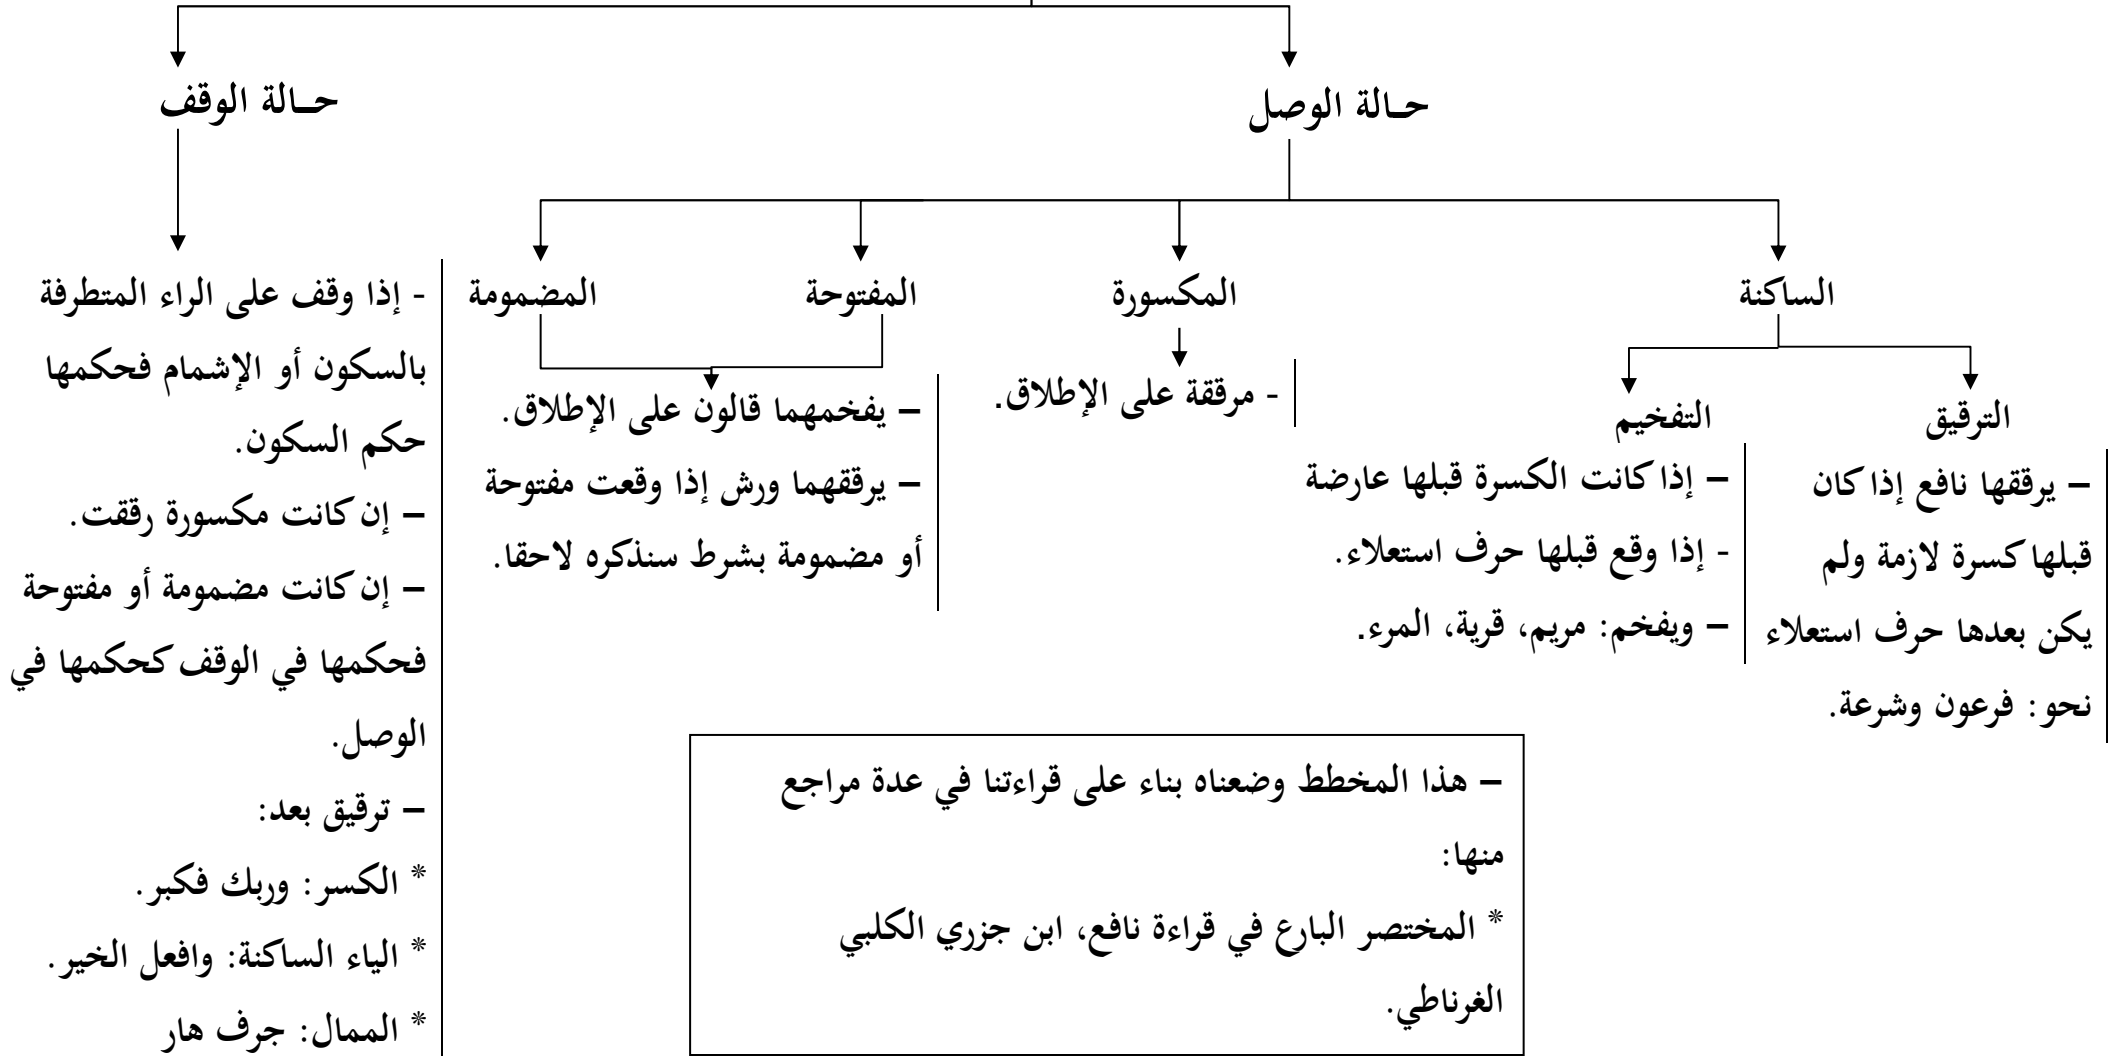 حـالة الوصل
حـالة الوقف
الساكنة
المكسورة
المفتوحة
المضمومة
الترقيق
– يرققها نافع إذا كان
قبلها كسرة لازمة ولم
يكن بعدها حرف استعلاء
نحو: فرعون وشرعة.
التفخيم
– إذا كانت الكسرة قبلها عارضة
- إذا وقع قبلها حرف استعلاء.
– ويفخم: مريم، قرية، المرء.
- مرققة على الإطلاق.
– يفخمهما قالون على الإطلاق.
– يرققهما ورش إذا وقعت مفتوحة
أو مضمومة بشرط سنذكره لاحقا.
- إذا وقف على الراء المتطرفة
بالسكون أو الإشمام فحكمها
حكم السكون.
– إن كانت مكسورة رققت.
– إن كانت مضمومة أو مفتوحة
فحكمها في الوقف كحكمها في
الوصل.
– ترقيق بعد:
* الكسر: وربك فكبر.
* الياء الساكنة: وافعل الخير.
* الممال: جرف هار
– هذا المخطط وضعناه بناء على قراءتنا في عدة مراجع
منها:
* المختصر البارع في قراءة نافع، ابن جزري الكلبي
الغرناطي.